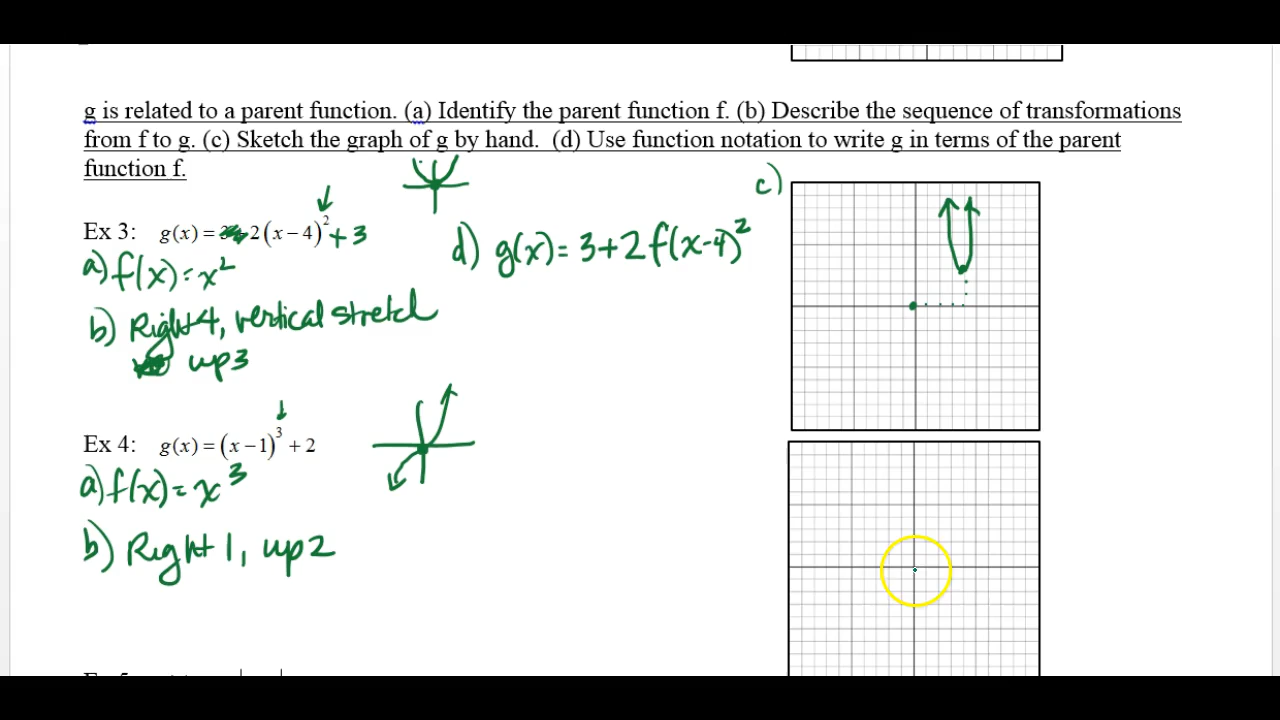 g is related to a parent function. (a) Identify the parent function f. (b) Describe the sequence of transformations
from f to g. (c) Sketch the graph of g by hand. (d) Use function notation to write g in terms of the parent
function f.
c)
Ex 3: g(x) = 2(x − 4)² + 3
d) g(x) = 3 + 2f(x-4)²
a) f(x) = x²
b) Right 4, vertical stretch
up 3
Ex 4: g(x) = (x − 1)³ + 2
a) f(x) = x³
b) Right 1, up 2